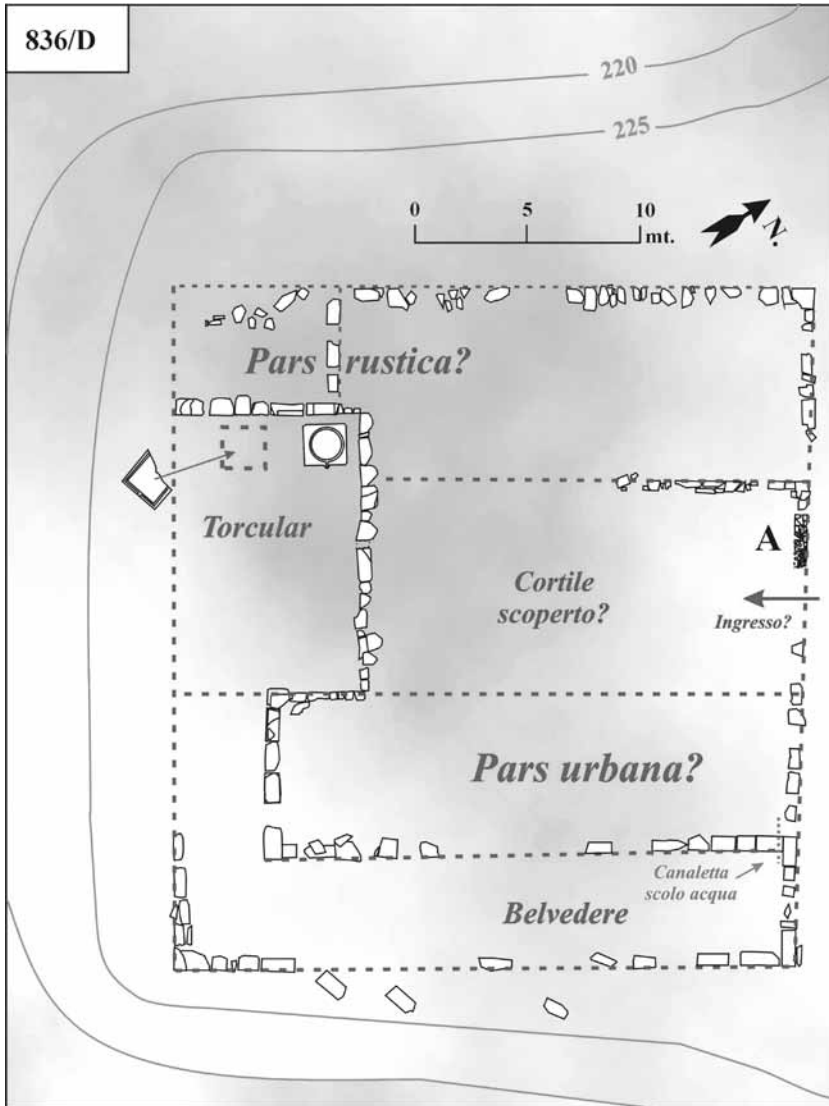 836/D
220
225
0 5 10
mt.
N.
Pars rustica?
Torcular
A
Cortile
scoperto?
Ingresso?
Pars urbana?
Canaletta
scolo acqua
Belvedere